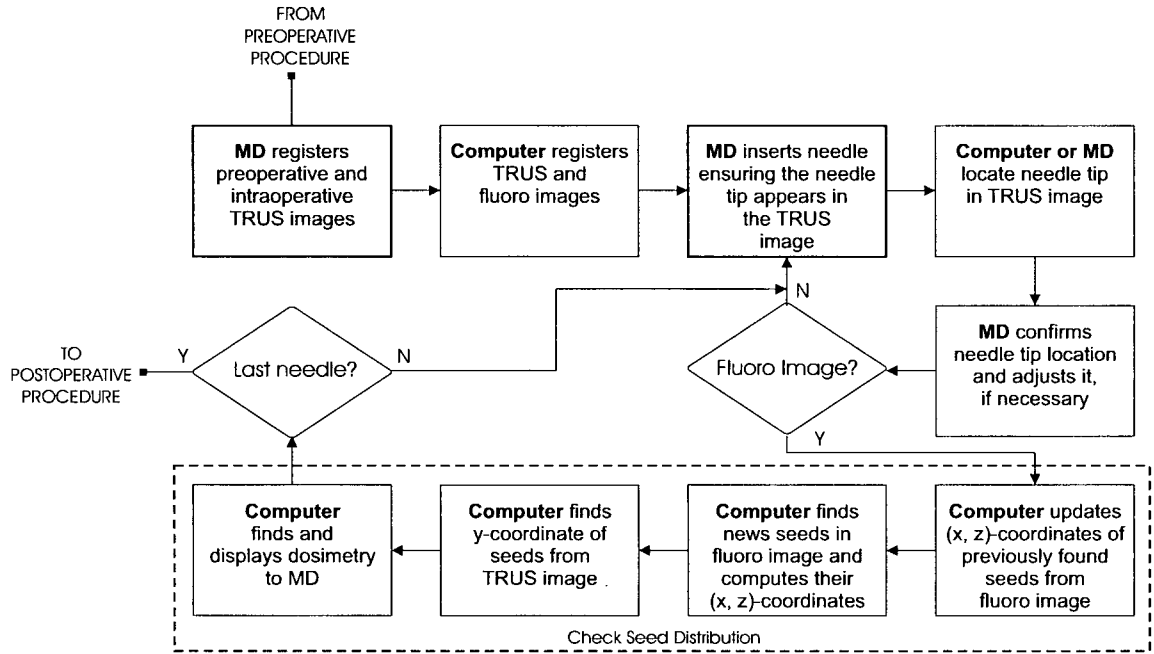 FROM
PREOPERATIVE
PROCEDURE
MD registers
preoperative and
intraoperative
TRUS images
Computer registers
TRUS and
fluoro images
MD inserts needle
ensuring the needle
tip appears in
the TRUS
image
Computer or MD
locate needle tip
in TRUS image
MD confirms
needle tip location
and adjusts it,
if necessary
Fluoro Image?
N
Y
Last needle?
N
Y
TO
POSTOPERATIVE
PROCEDURE
Computer updates
(x, z)-coordinates of
previously found
seeds from
fluoro image
Computer finds
news seeds in
fluoro image and
computes their
(x, z)-coordinates
Computer finds
y-coordinate of
seeds from
TRUS image
Computer
finds and
displays dosimetry
to MD
Check Seed Distribution